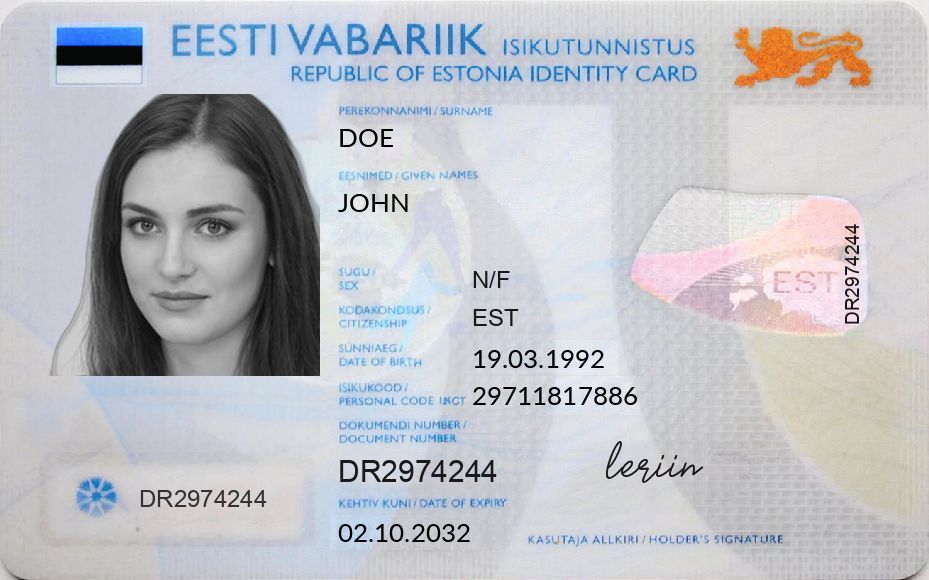 EESTI VABARIIK ISIKUTUNNISTUS
REPUBLIC OF ESTONIA IDENTITY CARD
PEREKONNANIMI / SURNAME
DOE
EESNIMED / GIVEN NAMES
JOHN
SUGU /
SEX
N/F
KODAKONDSUS /
CITIZENSHIP
EST
SÜNNIAEG /
DATE OF BIRTH
19.03.1992
ISIKUKOOD /
PERSONAL CODE
29711817886
DOKUMENDI NUMBER /
DOCUMENT NUMBER
DR2974244
KEHTIV KUNI / DATE OF EXPIRY
02.10.2032
DR2974244
EST
DR2974244
leriin
KASUTAJA ALLKIRI / HOLDER'S SIGNATURE